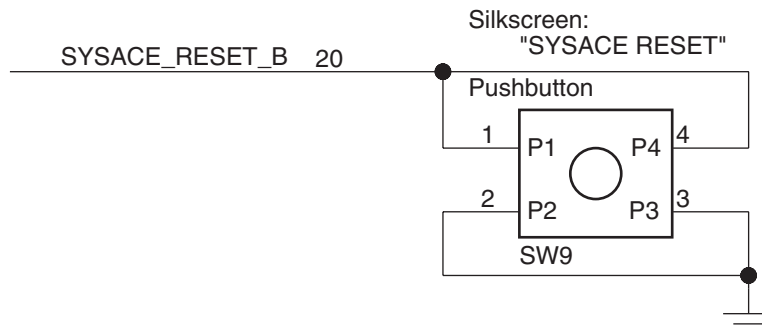 Silkscreen:
"SYSACE RESET"
SYSACE_RESET_B 20
Pushbutton
1 P1 P4 4
2 P2 P3 3
SW9